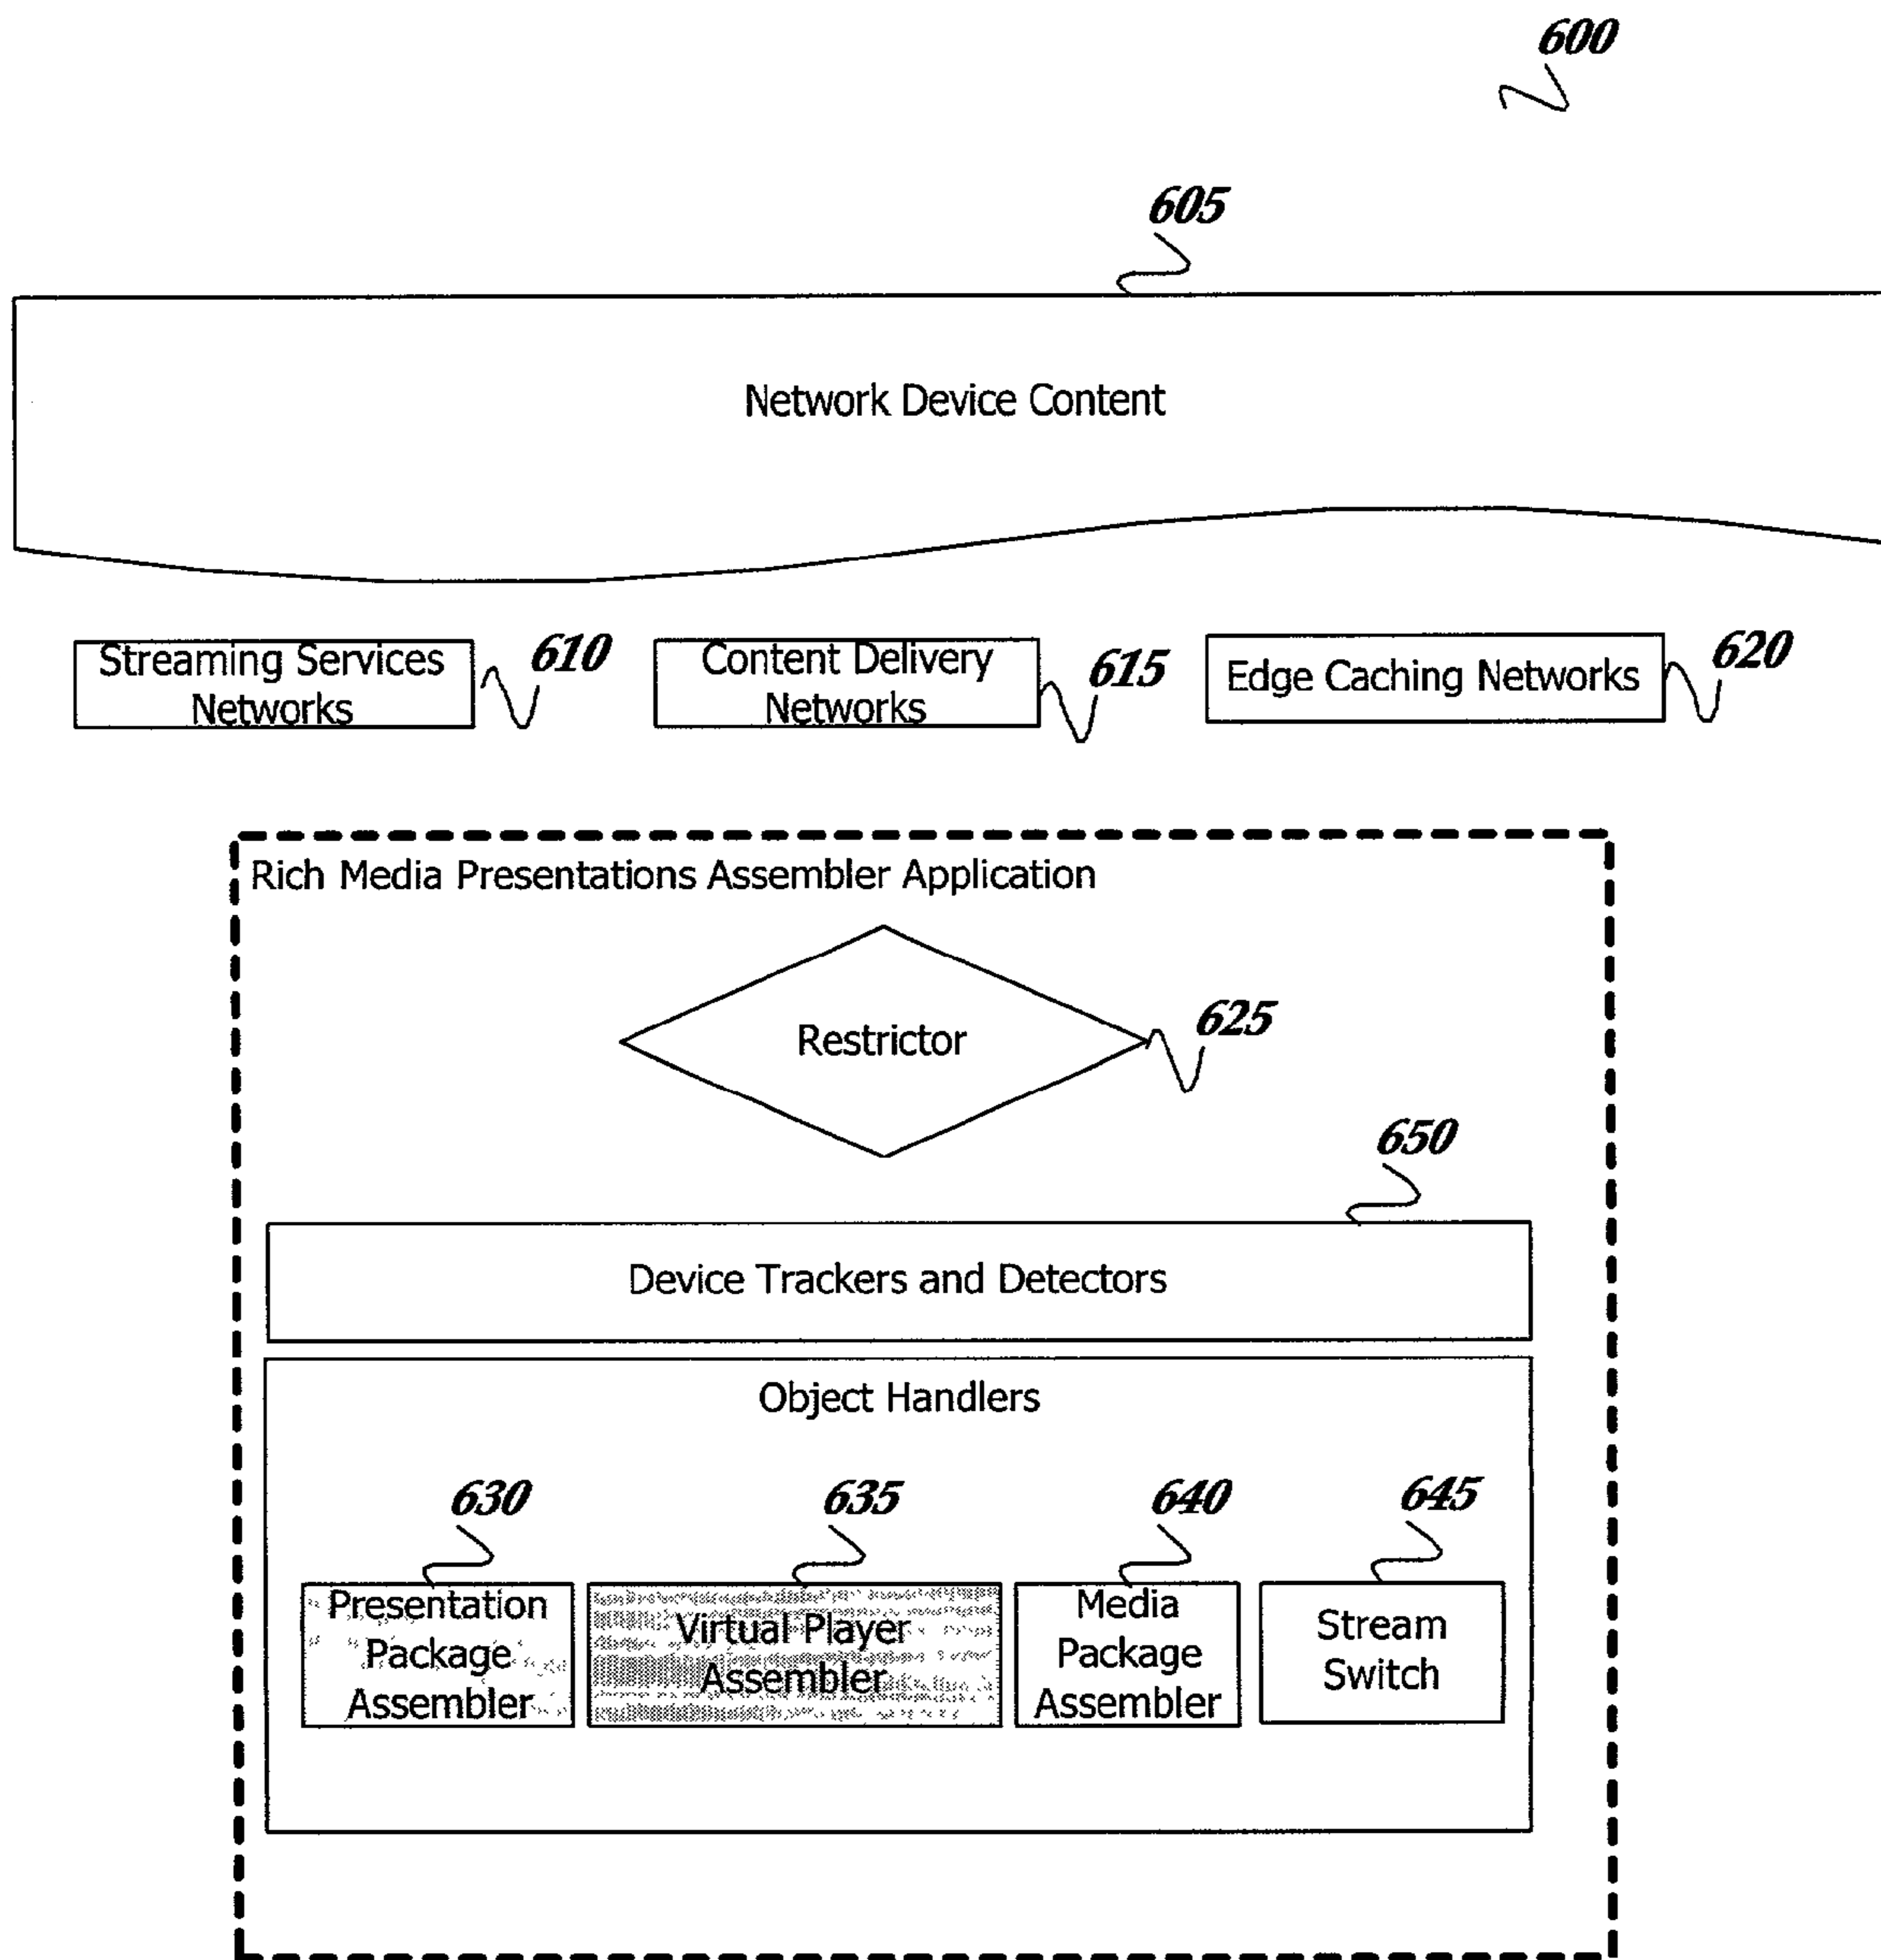 600
605
Network Device Content
Streaming Services
Networks
610
Content Delivery
Networks
615
Edge Caching Networks
620
Rich Media Presentations Assembler Application
Restrictor
625
650
Device Trackers and Detectors
Object Handlers
630
635
640
645
Presentation
Package
Assembler
Virtual Player
Assembler
Media
Package
Assembler
Stream
Switch